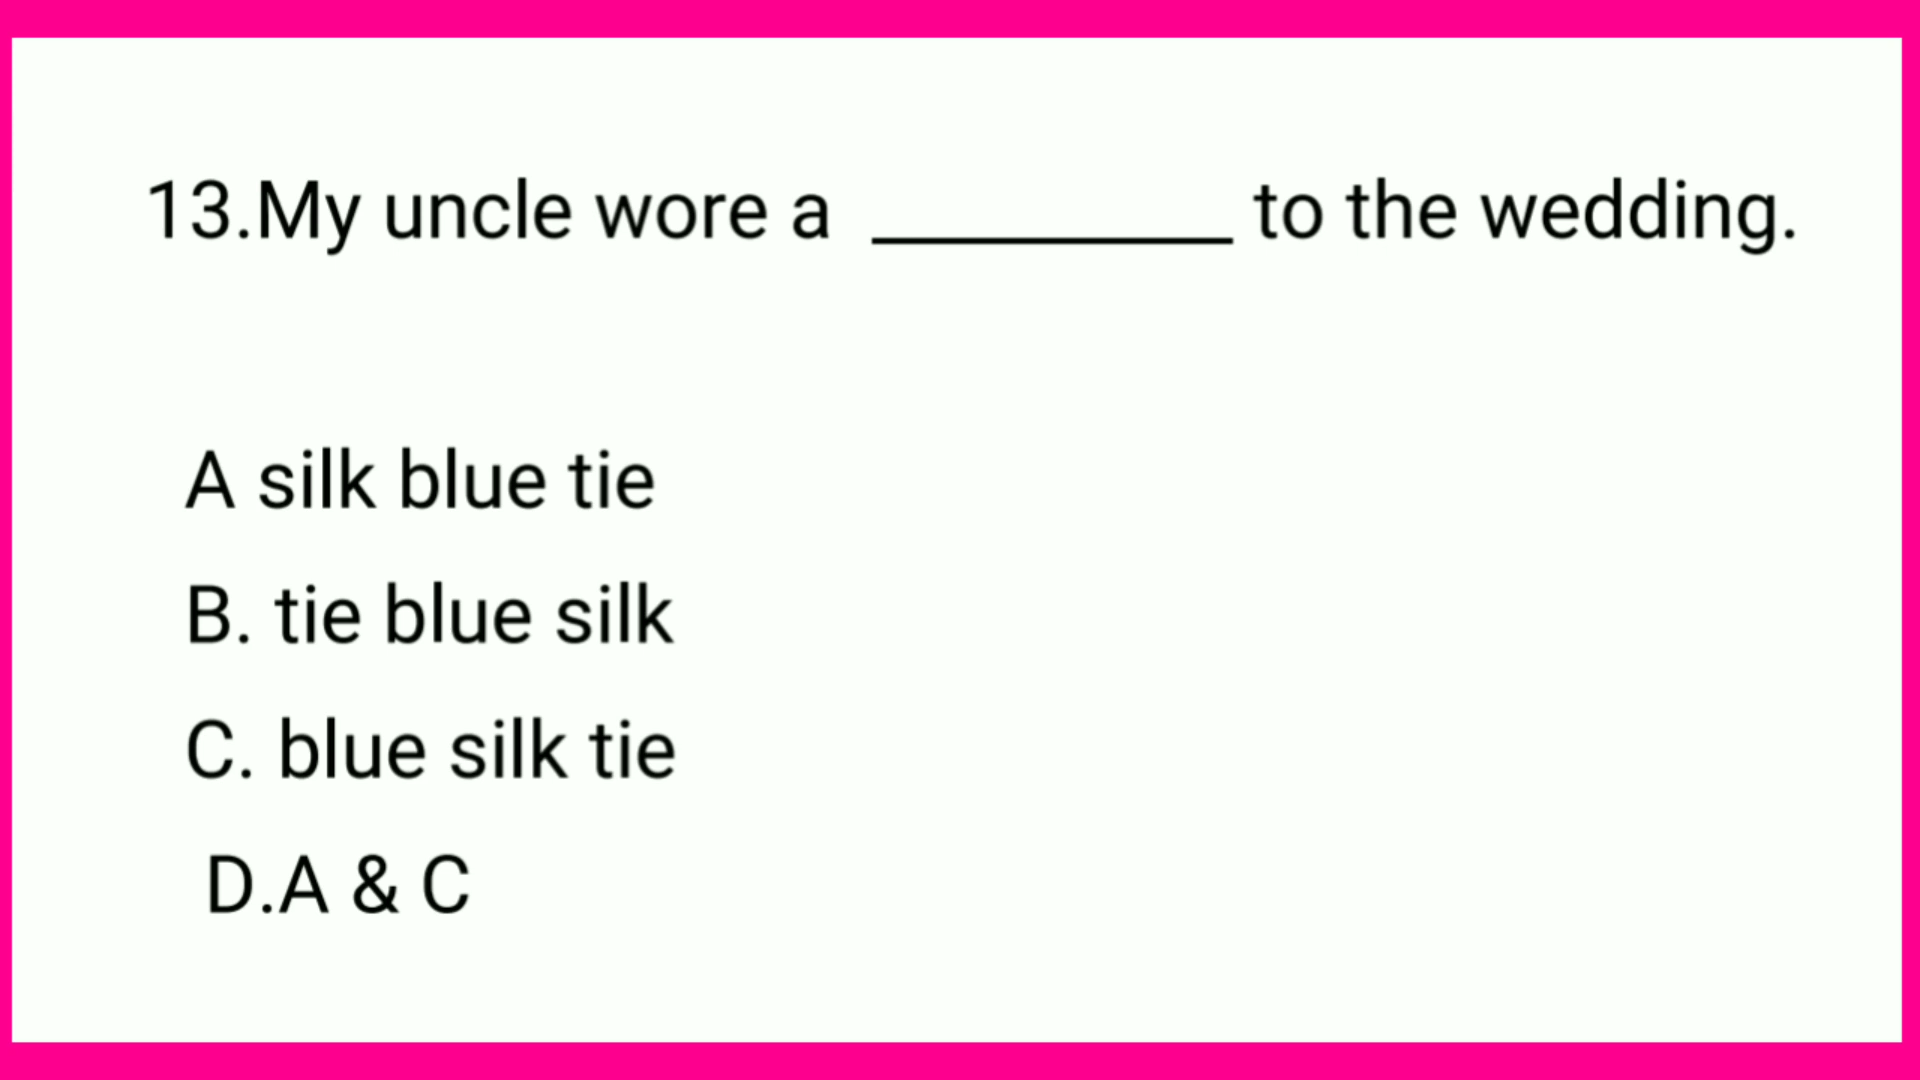 13.My uncle wore a __________ to the wedding.
A silk blue tie
B. tie blue silk
C. blue silk tie
D.A & C